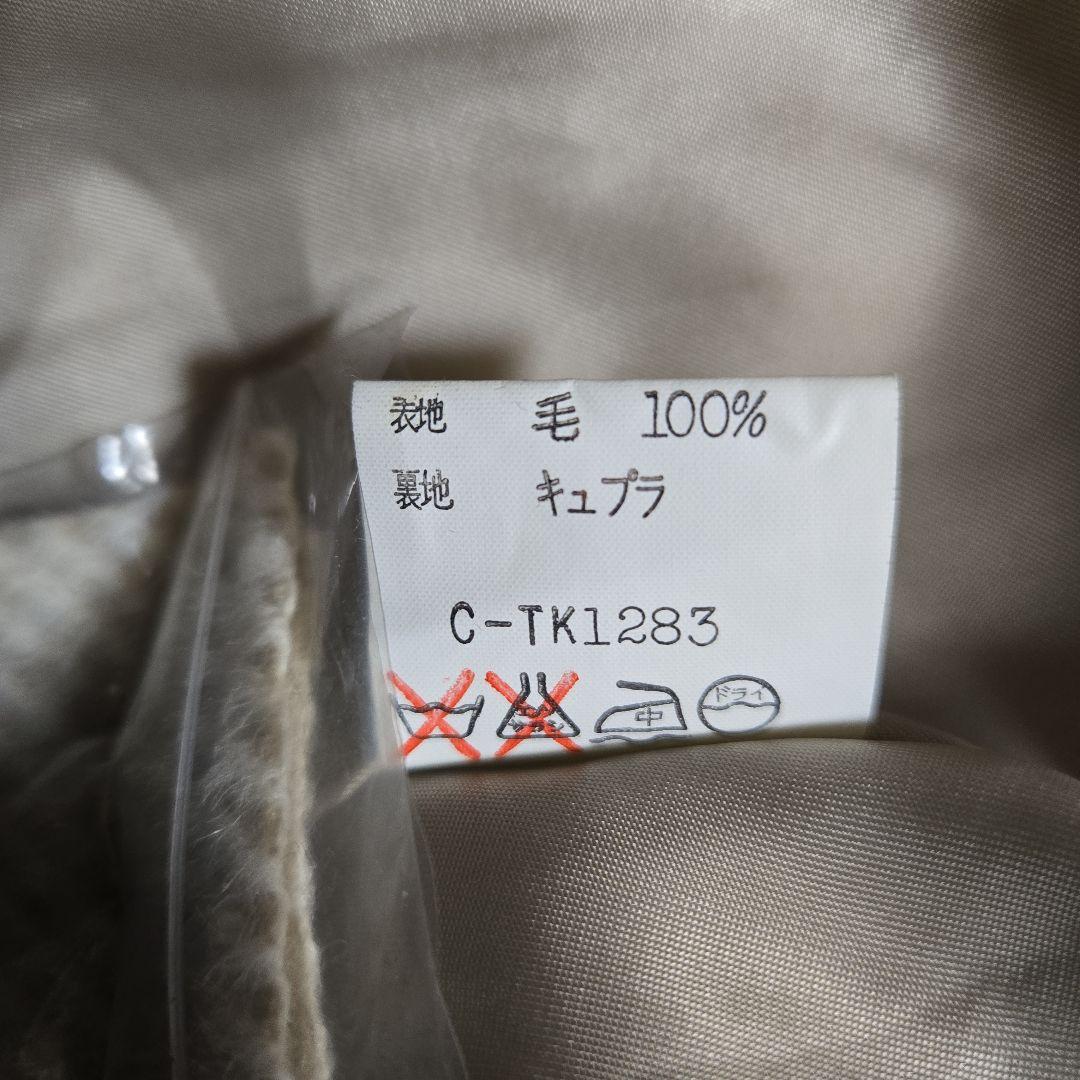 表地 毛 100%
裏地 キュプラ
C-TK1283
中 ドライ